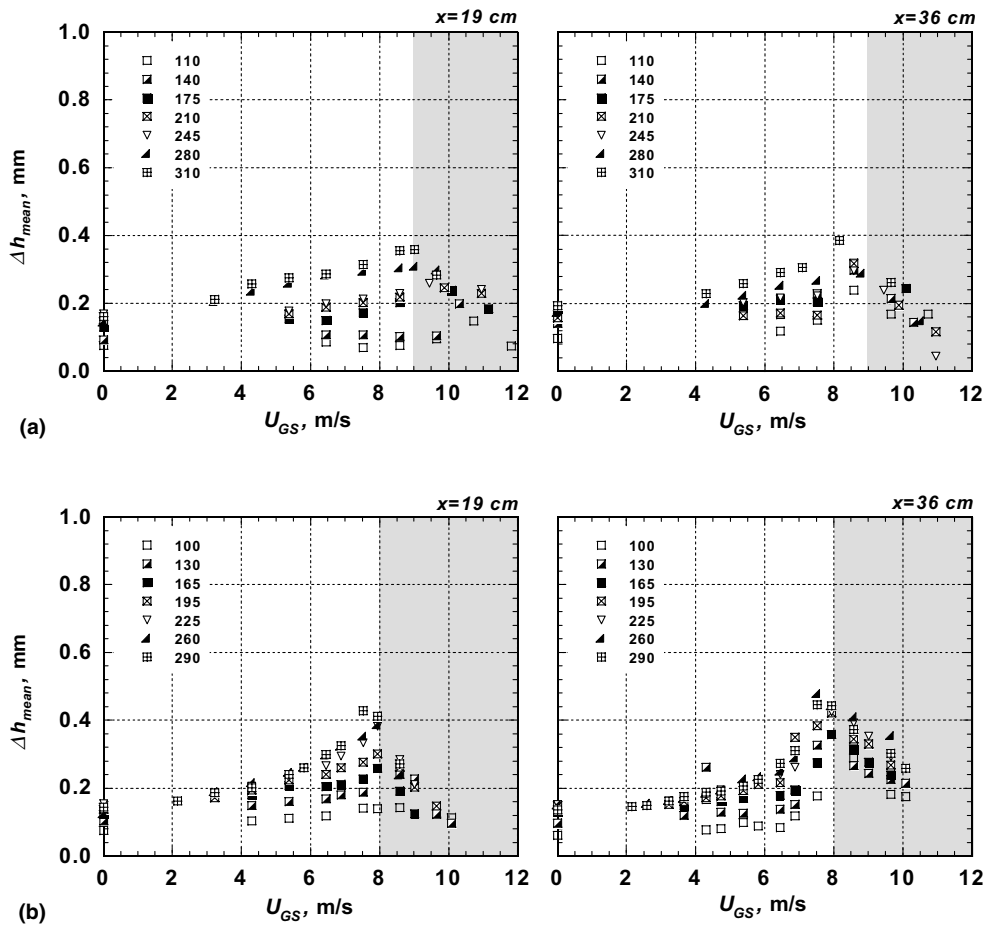 x=19 cm
x=36 cm
1.0
0.8
0.6
0.4
0.2
0.0
Δh_mean, mm
110
140
175
210
245
280
310
110
140
175
210
245
280
310
0 2 4 6 8 10 12
0 2 4 6 8 10 12
(a)
U_GS, m/s
U_GS, m/s
x=19 cm
x=36 cm
1.0
0.8
0.6
0.4
0.2
0.0
Δh_mean, mm
100
130
165
195
225
260
290
100
130
165
195
225
260
290
0 2 4 6 8 10 12
0 2 4 6 8 10 12
(b)
U_GS, m/s
U_GS, m/s